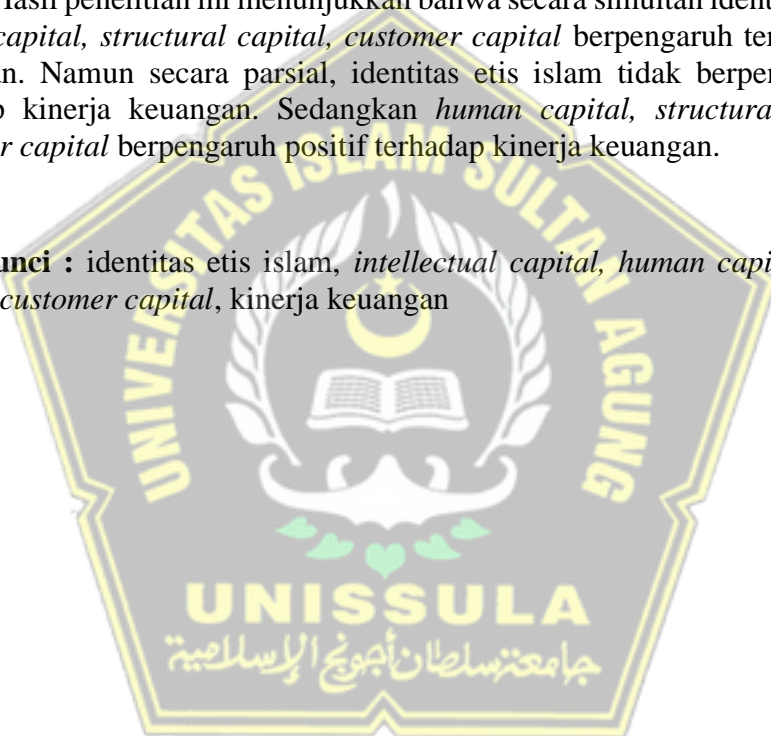 Hasil penelitian ini menunjukkan bahwa secara simultan ident
capital, structural capital, customer capital berpengaruh ter
an. Namun secara parsial, identitas etis islam tidak berpen
kinerja keuangan. Sedangkan human capital, structura
r capital berpengaruh positif terhadap kinerja keuangan.
unci : identitas etis islam, intellectual capital, human capi
customer capital, kinerja keuangan
UNIVERSITAS ISLAM SULTAN AGUNG
UNISSULA
جامعة سلطان أجونج الإسلامية